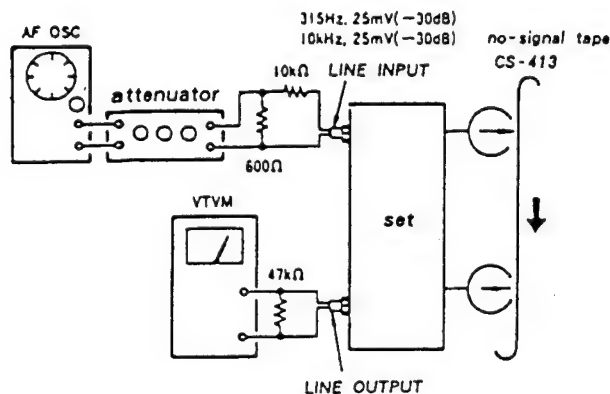 315Hz, 25mV(−30dB)
10kHz, 25mV(−30dB)
no-signal tape
CS-413
AF OSC
attenuator
10kΩ
LINE INPUT
600Ω
VTVM
47kΩ
set
LINE OUTPUT